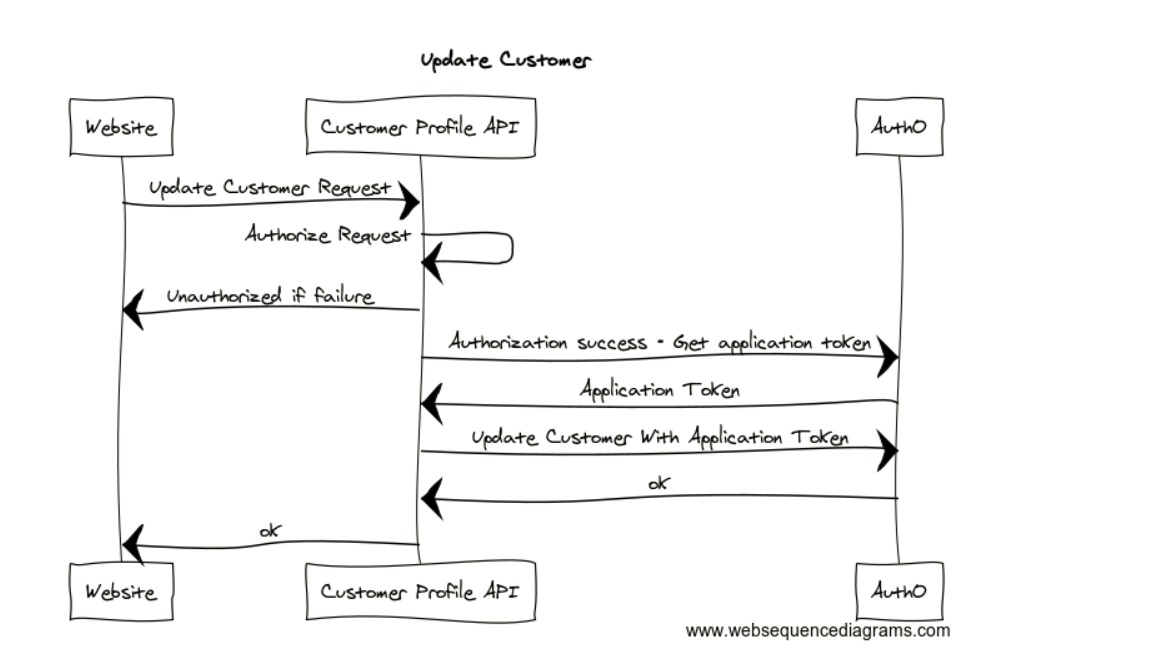 Update Customer
Website
Customer Profile API
Auth0
Update Customer Request
Authorize Request
Unauthorized if failure
Authorization success - Get application token
Application Token
Update Customer With Application Token
ok
ok
Website
Customer Profile API
Auth0
www.websequencediagrams.com